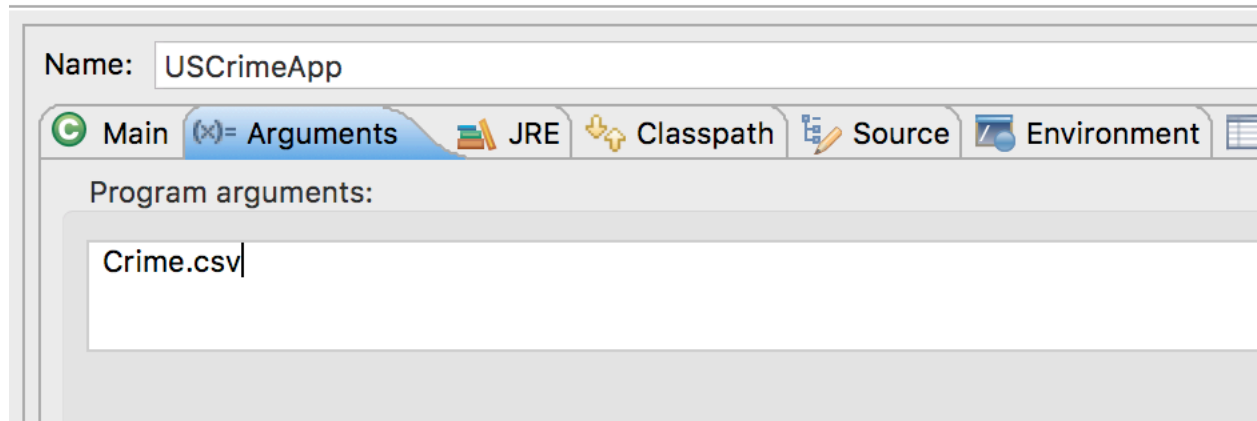 Name: USCrimeApp
Main (x)= Arguments JRE Classpath Source Environment
Program arguments:
Crime.csv